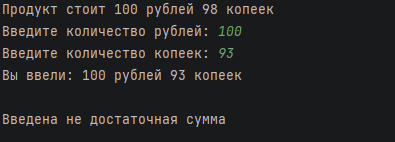 Продукт стоит 100 рублей 98 копеек
Введите количество рублей: 100
Введите количество копеек: 93
Вы ввели: 100 рублей 93 копеек
Введена не достаточная сумма